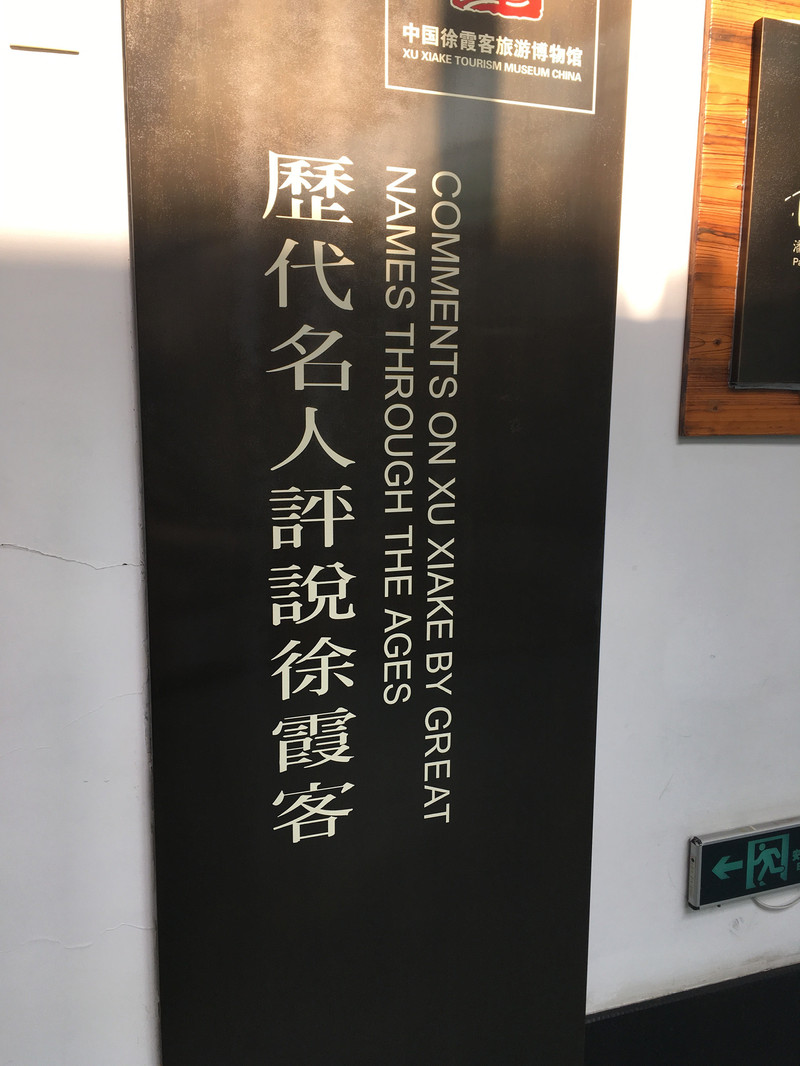 中国徐霞客旅游博物馆
XU XIAKE TOURISM MUSEUM CHINA
歷代名人評說徐霞客
COMMENTS ON XU XIAKE BY GREAT
NAMES THROUGH THE AGES